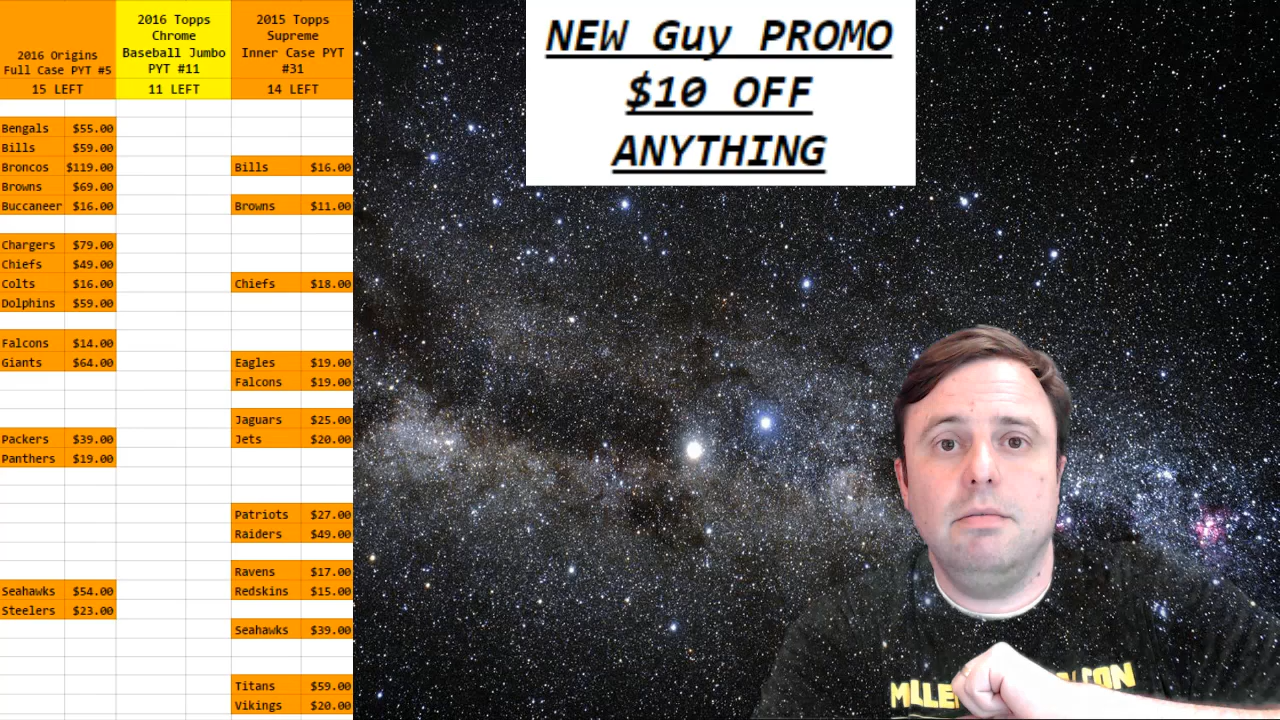 2016 Origins
Full Case PYT #5
15 LEFT
2016 Topps
Chrome
Baseball Jumbo
PYT #11
11 LEFT
2015 Topps
Supreme
Inner Case PYT
#31
14 LEFT
Bengals $55.00
Bills $59.00
Broncos $119.00
Browns $69.00
Buccaneer $16.00
Chargers $79.00
Chiefs $49.00
Colts $16.00
Dolphins $59.00
Falcons $14.00
Giants $64.00
Packers $39.00
Panthers $19.00
Seahawks $54.00
Steelers $23.00
Bills $16.00
Browns $11.00
Chiefs $18.00
Eagles $19.00
Falcons $19.00
Jaguars $25.00
Jets $20.00
Patriots $27.00
Raiders $49.00
Ravens $17.00
Redskins $15.00
Seahawks $39.00
Titans $59.00
Vikings $20.00
NEW Guy PROMO
$10 OFF
ANYTHING